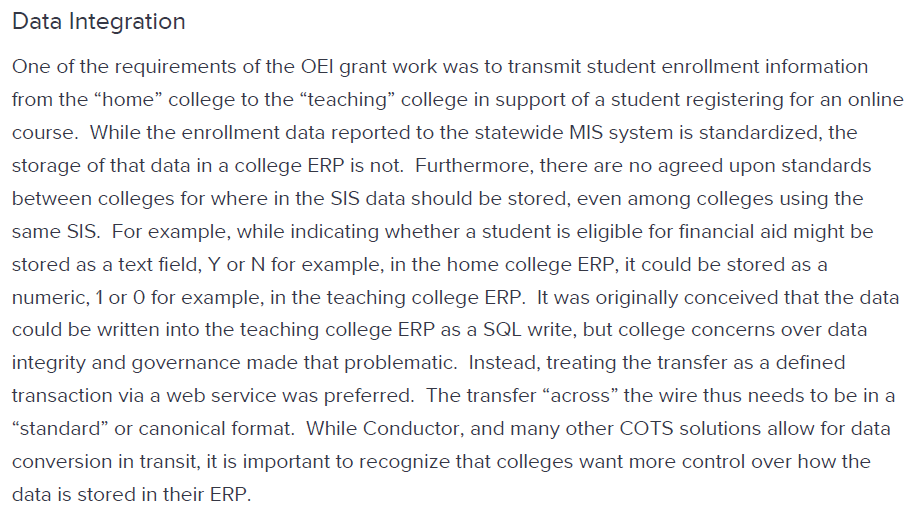 Data Integration
One of the requirements of the OEI grant work was to transmit student enrollment information
from the “home” college to the “teaching” college in support of a student registering for an online
course.  While the enrollment data reported to the statewide MIS system is standardized, the
storage of that data in a college ERP is not.  Furthermore, there are no agreed upon standards
between colleges for where in the SIS data should be stored, even among colleges using the
same SIS.  For example, while indicating whether a student is eligible for financial aid might be
stored as a text field, Y or N for example, in the home college ERP, it could be stored as a
numeric, 1 or 0 for example, in the teaching college ERP.  It was originally conceived that the data
could be written into the teaching college ERP as a SQL write, but college concerns over data
integrity and governance made that problematic.  Instead, treating the transfer as a defined
transaction via a web service was preferred.  The transfer “across” the wire thus needs to be in a
“standard” or canonical format.  While Conductor, and many other COTS solutions allow for data
conversion in transit, it is important to recognize that colleges want more control over how the
data is stored in their ERP.